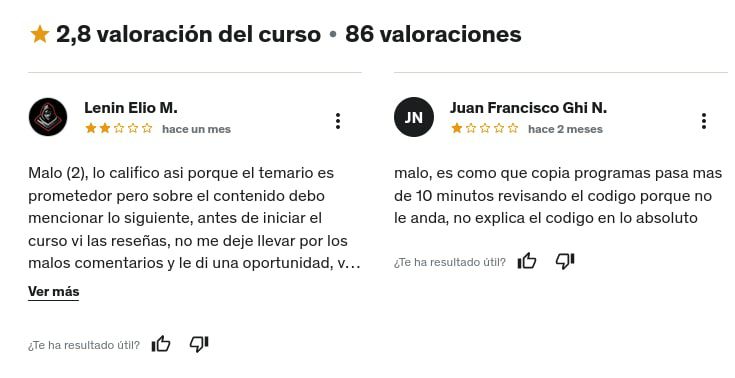 2,8 valoración del curso • 86 valoraciones
Lenin Elio M.
hace un mes
Malo (2), lo califico asi porque el temario es
prometedor pero sobre el contenido debo
mencionar lo siguiente, antes de iniciar el
curso vi las reseñas, no me deje llevar por los
malos comentarios y le di una oportunidad, v...
Ver más
¿Te ha resultado útil?
JN
Juan Francisco Ghi N.
hace 2 meses
malo, es como que copia programas pasa mas
de 10 minutos revisando el codigo porque no
le anda, no explica el codigo en lo absoluto
¿Te ha resultado útil?